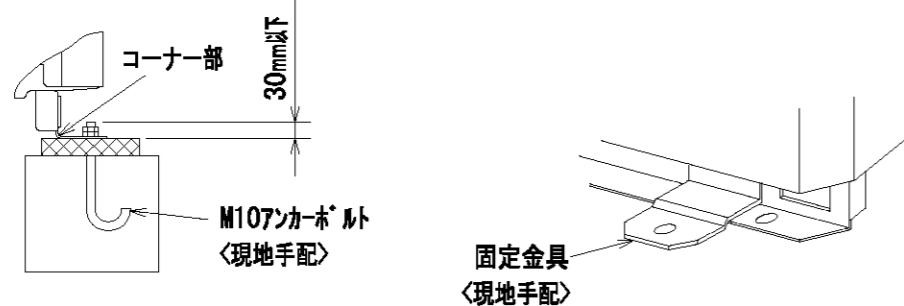 コーナー部
30mm以下
M10アンカーボルト
〈現地手配〉
固定金具
〈現地手配〉